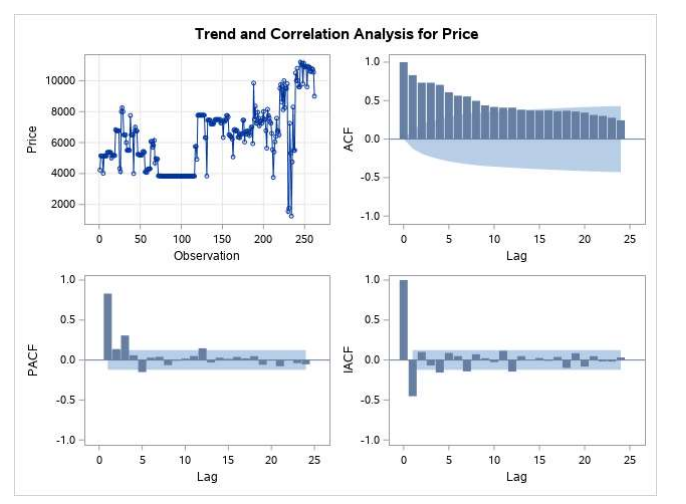 Trend and Correlation Analysis for Price
10000
8000
6000
4000
2000
Price
0 50 100 150 200 250
Observation
1.0
0.5
0.0
-0.5
-1.0
ACF
0 5 10 15 20 25
Lag
1.0
0.5
0.0
-0.5
-1.0
PACF
0 5 10 15 20 25
Lag
1.0
0.5
0.0
-0.5
-1.0
IACF
0 5 10 15 20 25
Lag